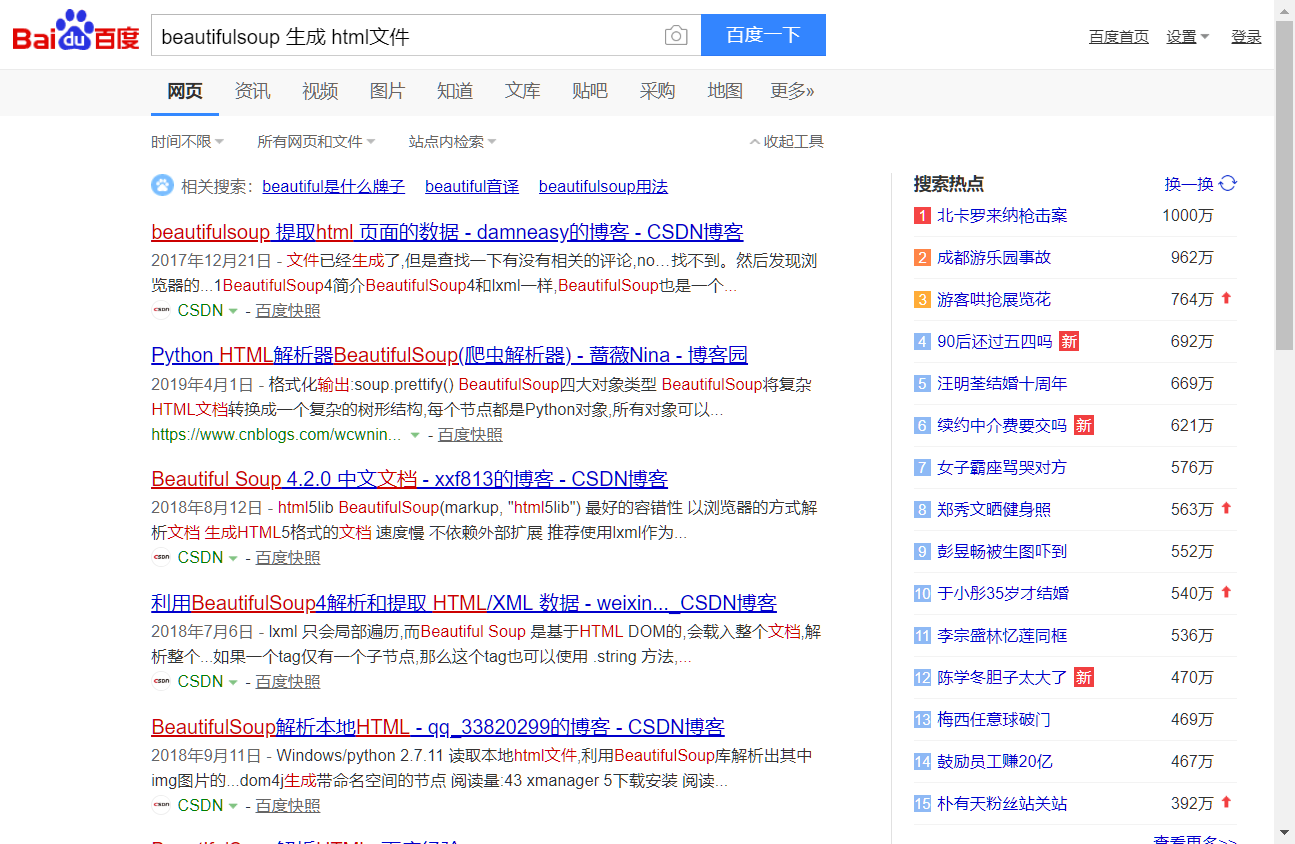 Bai du 百度
beautifulsoup 生成 html文件
百度一下
百度首页 设置 登录
网页 资讯 视频 图片 知道 文库 贴吧 采购 地图 更多»
时间不限 所有网页和文件 站点内检索 收起工具
相关搜索: beautiful是什么牌子 beautiful音译 beautifulsoup用法
beautifulsoup 提取html 页面的数据 - damneasy的博客 - CSDN博客
2017年12月21日 - 文件已经生成了,但是查找一下有没有相关的评论,no…找不到。然后发现浏
览器的...1BeautifulSoup4简介BeautifulSoup4和lxml一样,BeautifulSoup也是一个...
CSDN CSDN - 百度快照
Python HTML解析器BeautifulSoup(爬虫解析器) - 蔷薇Nina - 博客园
2019年4月1日 - 格式化输出:soup.prettify() BeautifulSoup四大对象类型 BeautifulSoup将复杂
HTML文档转换成一个复杂的树形结构,每个节点都是Python对象,所有对象可以...
https://www.cnblogs.com/wcwnin... - 百度快照
Beautiful Soup 4.2.0 中文文档 - xxf813的博客 - CSDN博客
2018年8月12日 - html5lib BeautifulSoup(markup, "html5lib") 最好的容错性 以浏览器的方式解
析文档 生成HTML5格式的文档 速度慢 不依赖外部扩展 推荐使用lxml作为...
CSDN CSDN - 百度快照
利用BeautifulSoup4解析和提取 HTML/XML 数据 - weixin..._CSDN博客
2018年7月6日 - lxml 只会局部遍历,而Beautiful Soup 是基于HTML DOM的,会载入整个文档,解
析整个...如果一个tag仅有一个子节点,那么这个tag也可以使用 .string 方法,...
CSDN CSDN - 百度快照
BeautifulSoup解析本地HTML - qq_33820299的博客 - CSDN博客
2018年9月11日 - Windows/python 2.7.11 读取本地html文件,利用BeautifulSoup库解析出其中
img图片的...dom4j生成带命名空间的节点 阅读量:43 xmanager 5下载安装 阅读...
CSDN CSDN - 百度快照
搜索热点 换一换
1 北卡罗来纳枪击案 1000万
2 成都游乐园事故 962万
3 游客哄抢展览花 764万
4 90后还过五四吗 新 692万
5 汪明荃结婚十周年 669万
6 续约中介费要交吗 新 621万
7 女子霸座骂哭对方 576万
8 郑秀文晒健身照 563万
9 彭昱畅被生图吓到 552万
10 于小彤35岁才结婚 540万
11 李宗盛林忆莲同框 536万
12 陈学冬胆子太大了 新 470万
13 梅西任意球破门 469万
14 鼓励员工赚20亿 467万
15 朴有天粉丝站关站 392万
查看更多>>